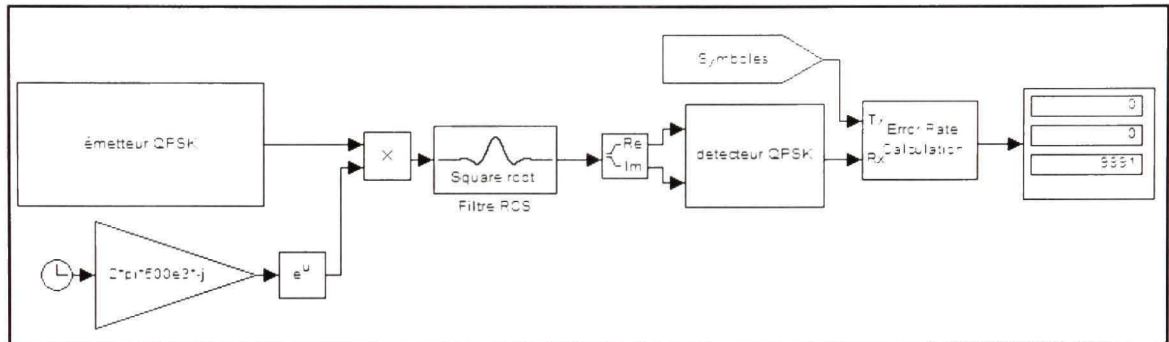 Symboles
émetteur QPSK
×
Square root
Filtre RCS
Re
Im
detecteur QPSK
Tx
Rx
Error Rate
Calculation
0
0
9991
2*pi*500e3*-j
e^u